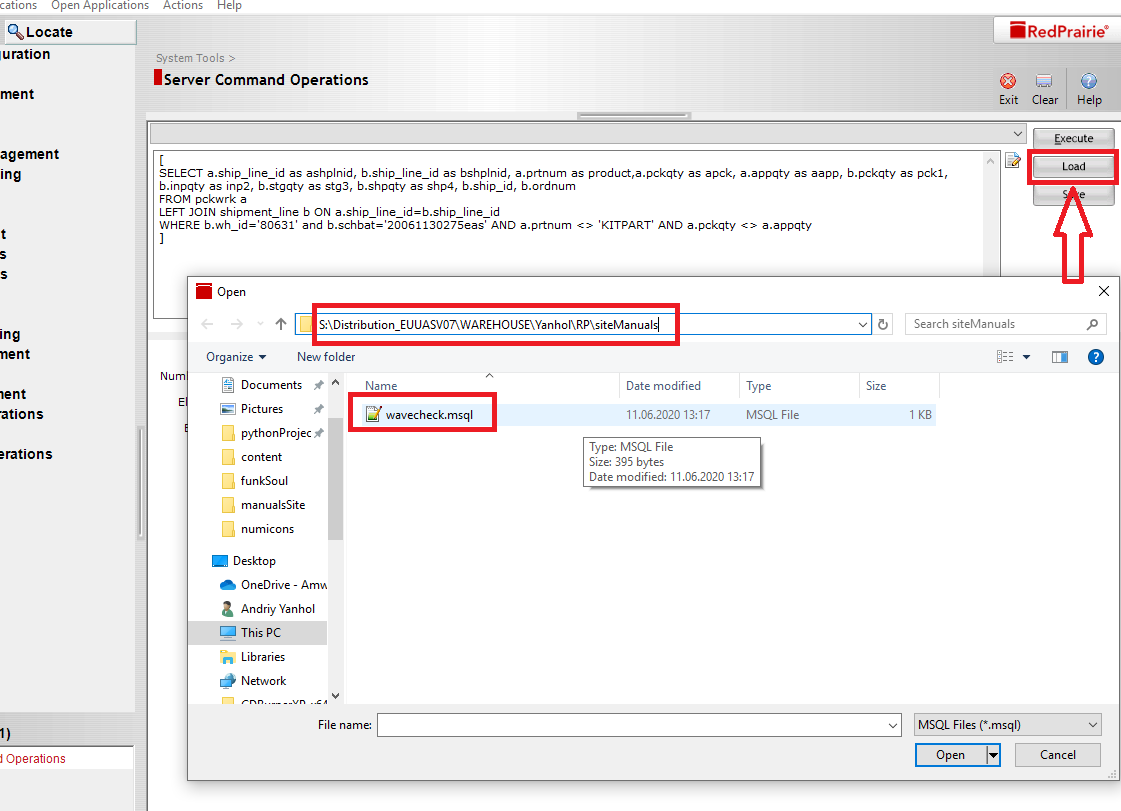 cations Open Applications Actions Help
Locate
uration
ment
agement
ing
t
s
s
ing
ment
ment
rations
erations
1)
d Operations
System Tools >
Server Command Operations
RedPrairie®
Exit Clear Help
Execute
Load
Save
[
SELECT a.ship_line_id as ashplnid, b.ship_line_id as bshplnid, a.prtnum as product,a.pckqty as apck, a.appqty as aapp, b.pckqty as pck1,
b.inpqty as inp2, b.stgqty as stg3, b.shpqty as shp4, b.ship_id, b.ordnum
FROM pckwrk a
LEFT JOIN shipment_line b ON a.ship_line_id=b.ship_line_id
WHERE b.wh_id='80631' and b.schbat='20061130275eas' AND a.prtnum <> 'KITPART' AND a.pckqty <> a.appqty
]
Num
El
Open
S:\Distribution_EUUASV07\WAREHOUSE\Yanhol\RP\siteManuals
Search siteManuals
Organize New folder
Documents
Pictures
pythonProjec
content
funkSoul
manualsSite
numicons
Desktop
OneDrive - Amw
Andriy Yanhol
This PC
Libraries
Network
Name Date modified Type Size
wavecheck.msql 11.06.2020 13:17 MSQL File 1 KB
Type: MSQL File
Size: 395 bytes
Date modified: 11.06.2020 13:17
File name:
MSQL Files (*.msql)
Open Cancel